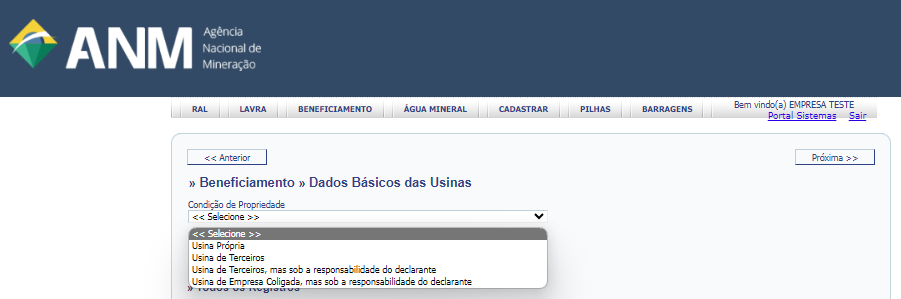 ANM
Agência
Nacional de
Mineração
RAL LAVRA BENEFICIAMENTO ÁGUA MINERAL CADASTRAR PILHAS BARRAGENS
Bem vindo(a) EMPRESA TESTE
Portal Sistemas Sair
<< Anterior Próxima >>
» Beneficiamento » Dados Básicos das Usinas
Condição de Propriedade
<< Selecione >>
<< Selecione >>
Usina Própria
Usina de Terceiros
Usina de Terceiros, mas sob a responsabilidade do declarante
Usina de Empresa Coligada, mas sob a responsabilidade do declarante
» Todos os Registros